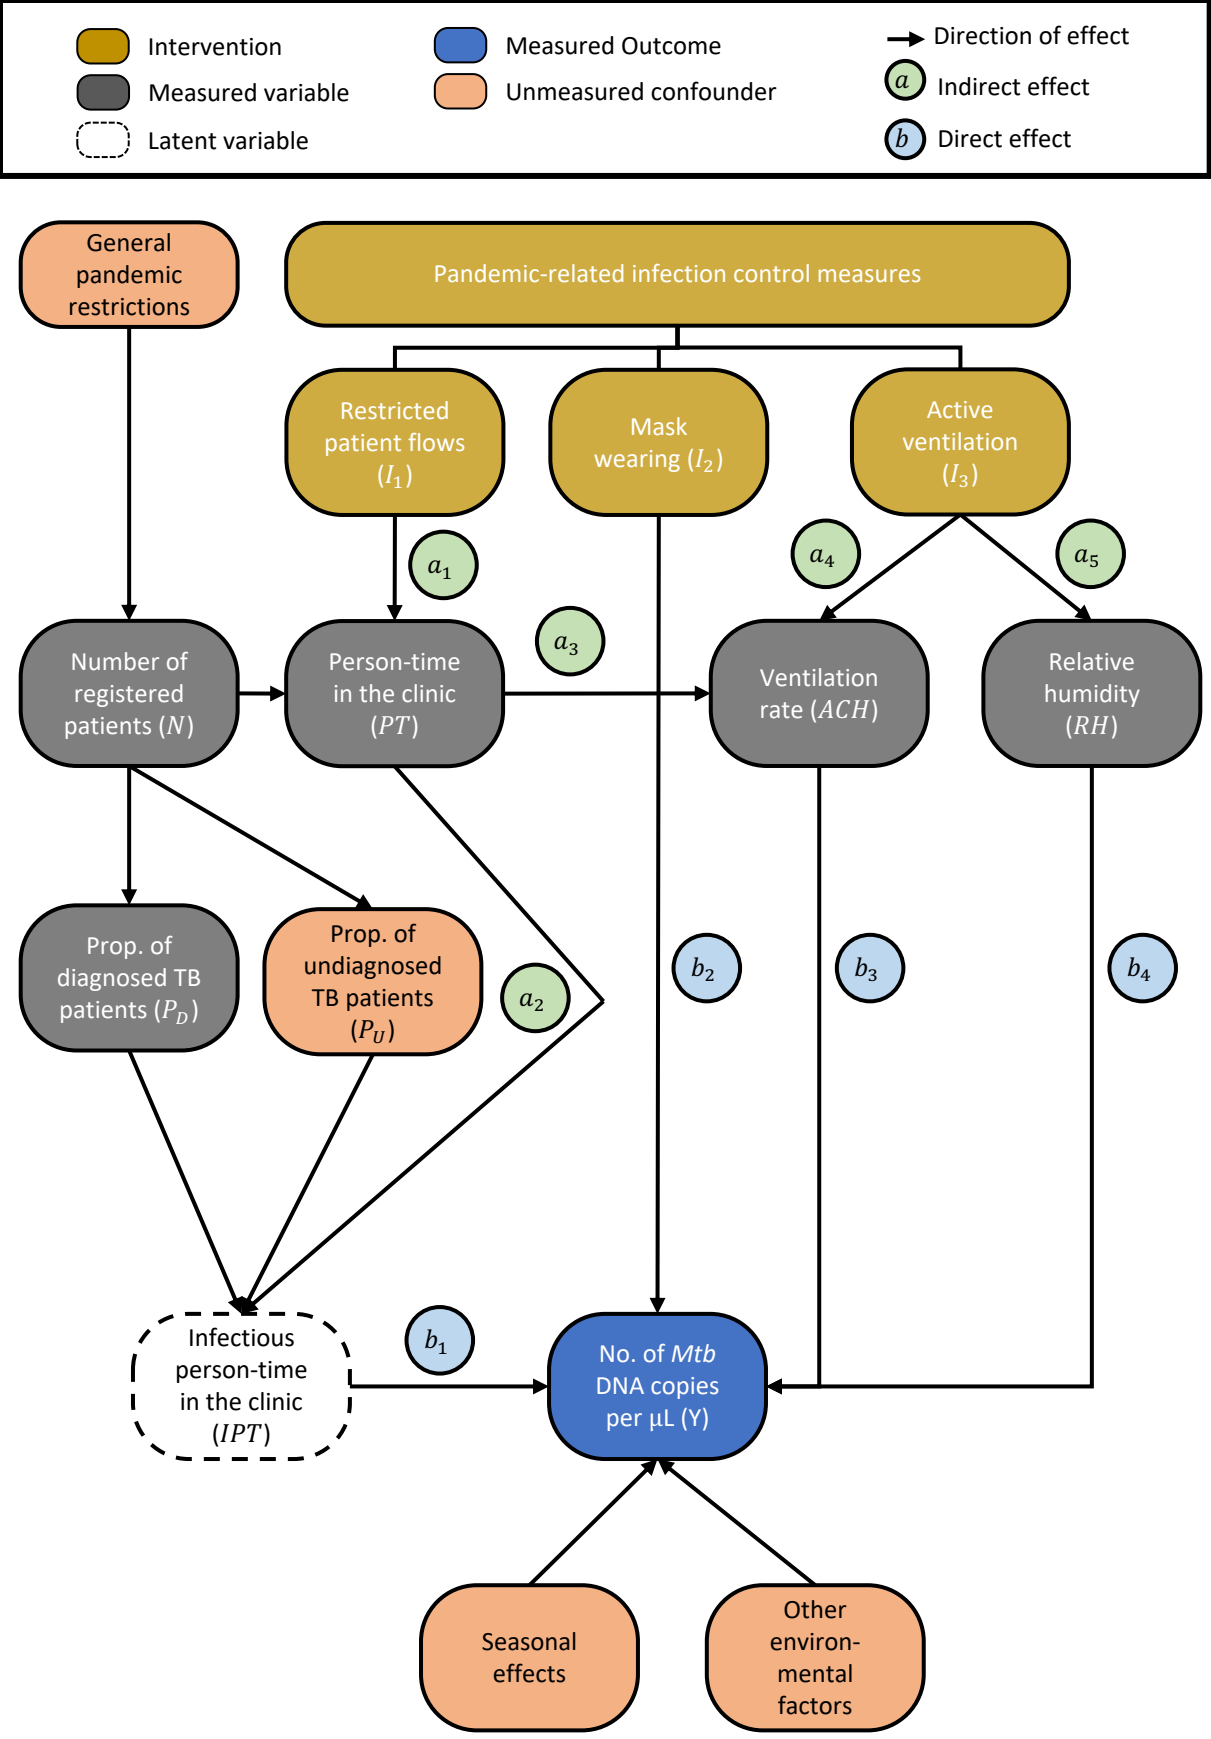 Intervention
Measured variable
Latent variable
Measured Outcome
Unmeasured confounder
Direction of effect
a Indirect effect
b Direct effect
General
pandemic
restrictions
Pandemic-related infection control measures
Restricted
patient flows
(I₁)
Mask
wearing (I₂)
Active
ventilation
(I₃)
a₁
a₄
a₅
Number of
registered
patients (N)
Person-time
in the clinic
(PT)
a₃
Ventilation
rate (ACH)
Relative
humidity
(RH)
Prop. of
diagnosed TB
patients (P_D)
Prop. of
undiagnosed
TB patients
(P_U)
a₂
b₂
b₃
b₄
Infectious
person-time
in the clinic
(IPT)
b₁
No. of Mtb
DNA copies
per µL (Y)
Seasonal
effects
Other
environ-
mental
factors